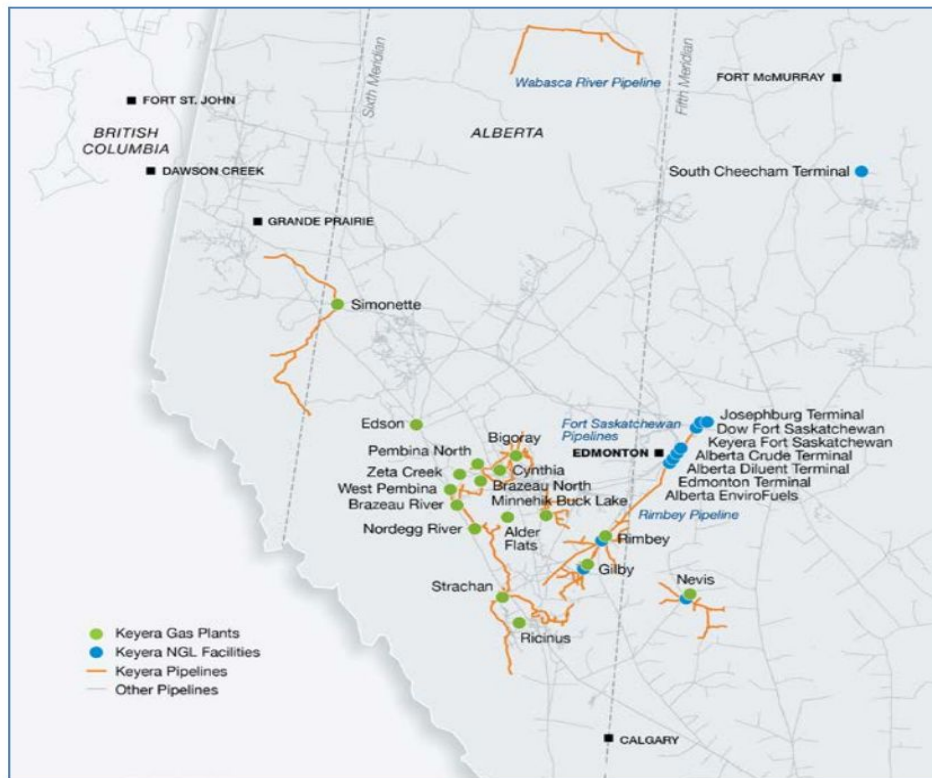 Sixth Meridian
Fifth Meridian
Wabasca River Pipeline
FORT McMURRAY
FORT ST. JOHN
BRITISH
COLUMBIA
ALBERTA
DAWSON CREEK
South Cheecham Terminal
GRANDE PRAIRIE
Simonette
Edson
Fort Saskatchewan
Pipelines
Josephburg Terminal
Dow Fort Saskatchewan
Keyera Fort Saskatchewan
Alberta Crude Terminal
Alberta Diluent Terminal
Edmonton Terminal
Alberta EnviroFuels
EDMONTON
Bigoray
Pembina North
Zeta Creek
Cynthia
West Pembina
Brazeau North
Brazeau River
Minnehik Buck Lake
Nordegg River
Alder
Flats
Rimbey Pipeline
Rimbey
Gilby
Nevis
Strachan
Ricinus
Keyera Gas Plants
Keyera NGL Facilities
Keyera Pipelines
Other Pipelines
CALGARY